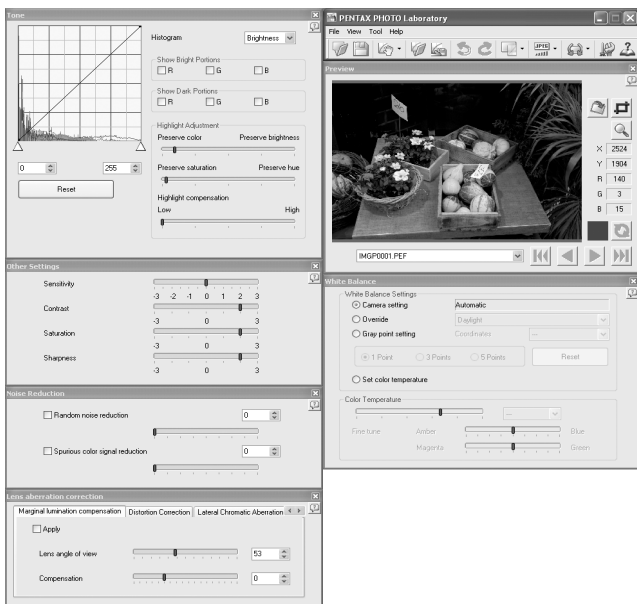 Tone
Histogram
Brightness
Show Bright Portions
R G B
Show Dark Portions
R G B
Highlight Adjustment
Preserve color Preserve brightness
Preserve saturation Preserve hue
Highlight compensation
Low High
0 255
Reset
Other Settings
Sensitivity
-3 -2 -1 0 1 2 3
Contrast
-3 0 3
Saturation
-3 0 3
Sharpness
-3 0 3
Noise Reduction
Random noise reduction 0
Spurious color signal reduction 0
Lens aberration correction
Marginal lumination compensation Distortion Correction Lateral Chromatic Aberration
Apply
Lens angle of view 53
Compensation 0
PENTAX PHOTO Laboratory
File View Tool Help
JPEG
Preview
X 2524
Y 1904
R 140
G 3
B 15
IMGP0001.PEF
White Balance
White Balance Settings
Camera setting Automatic
Override Daylight
Gray point setting Coordinates ---
1 Point 3 Points 5 Points Reset
Set color temperature
Color Temperature
---
Fine tune Amber Blue
Magenta Green